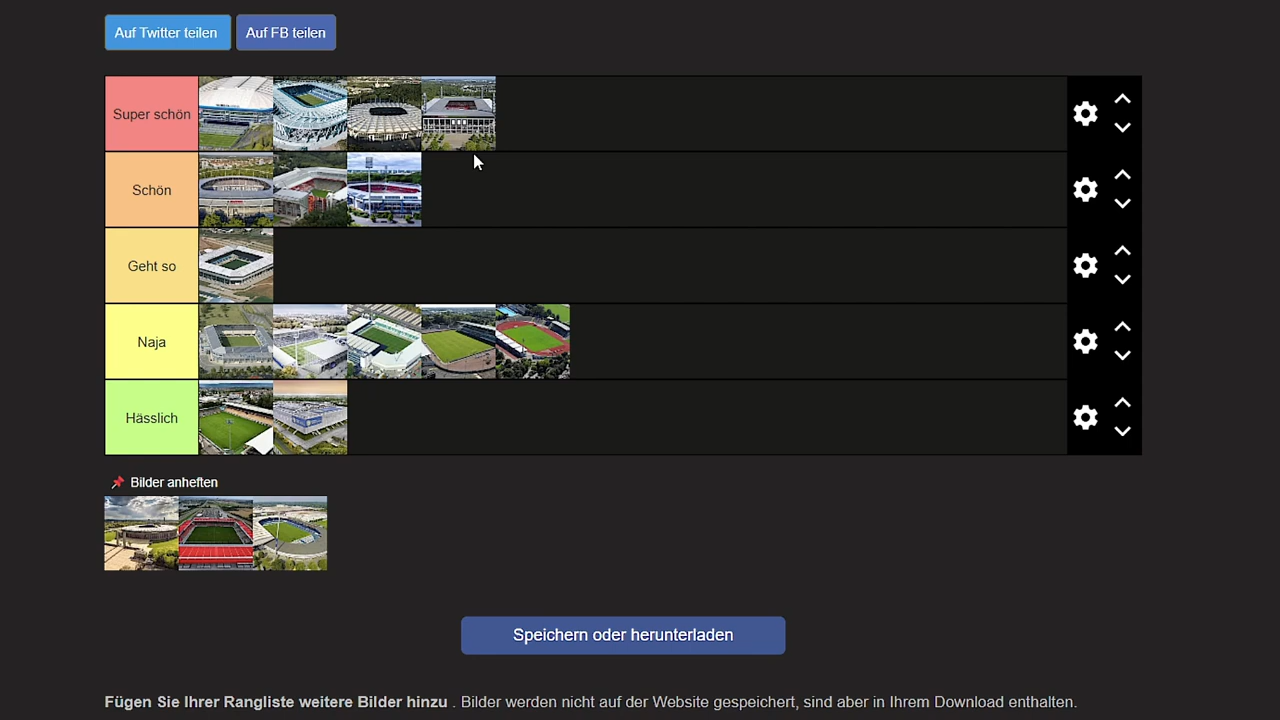 Auf Twitter teilen
Auf FB teilen
Super schön
Schön
Geht so
Naja
Hässlich
Bilder anheften
Speichern oder herunterladen
Fügen Sie Ihrer Rangliste weitere Bilder hinzu . Bilder werden nicht auf der Website gespeichert, sind aber in Ihrem Download enthalten.